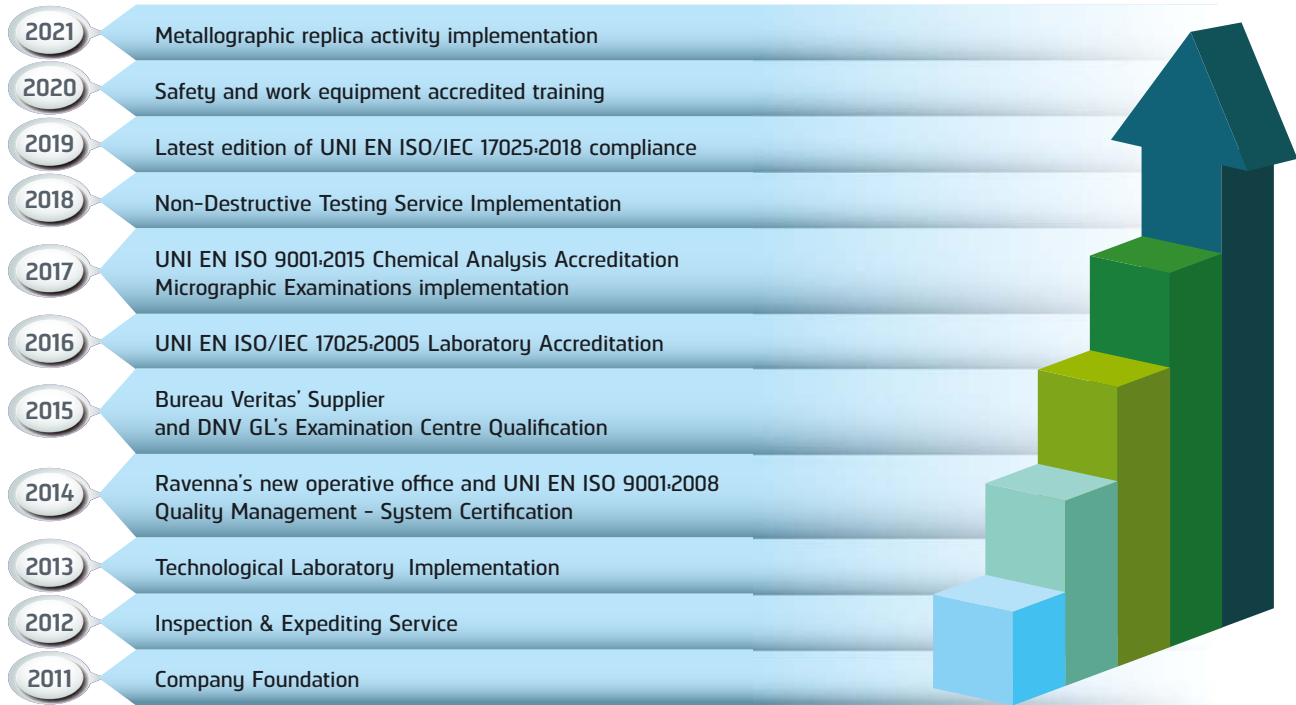 2021
Metallographic replica activity implementation
2020
Safety and work equipment accredited training
2019
Latest edition of UNI EN ISO/IEC 17025:2018 compliance
2018
Non-Destructive Testing Service Implementation
2017
UNI EN ISO 9001:2015 Chemical Analysis Accreditation
Micrographic Examinations implementation
2016
UNI EN ISO/IEC 17025:2005 Laboratory Accreditation
2015
Bureau Veritas' Supplier
and DNV GL's Examination Centre Qualification
2014
Ravenna's new operative office and UNI EN ISO 9001:2008
Quality Management - System Certification
2013
Technological Laboratory Implementation
2012
Inspection & Expediting Service
2011
Company Foundation